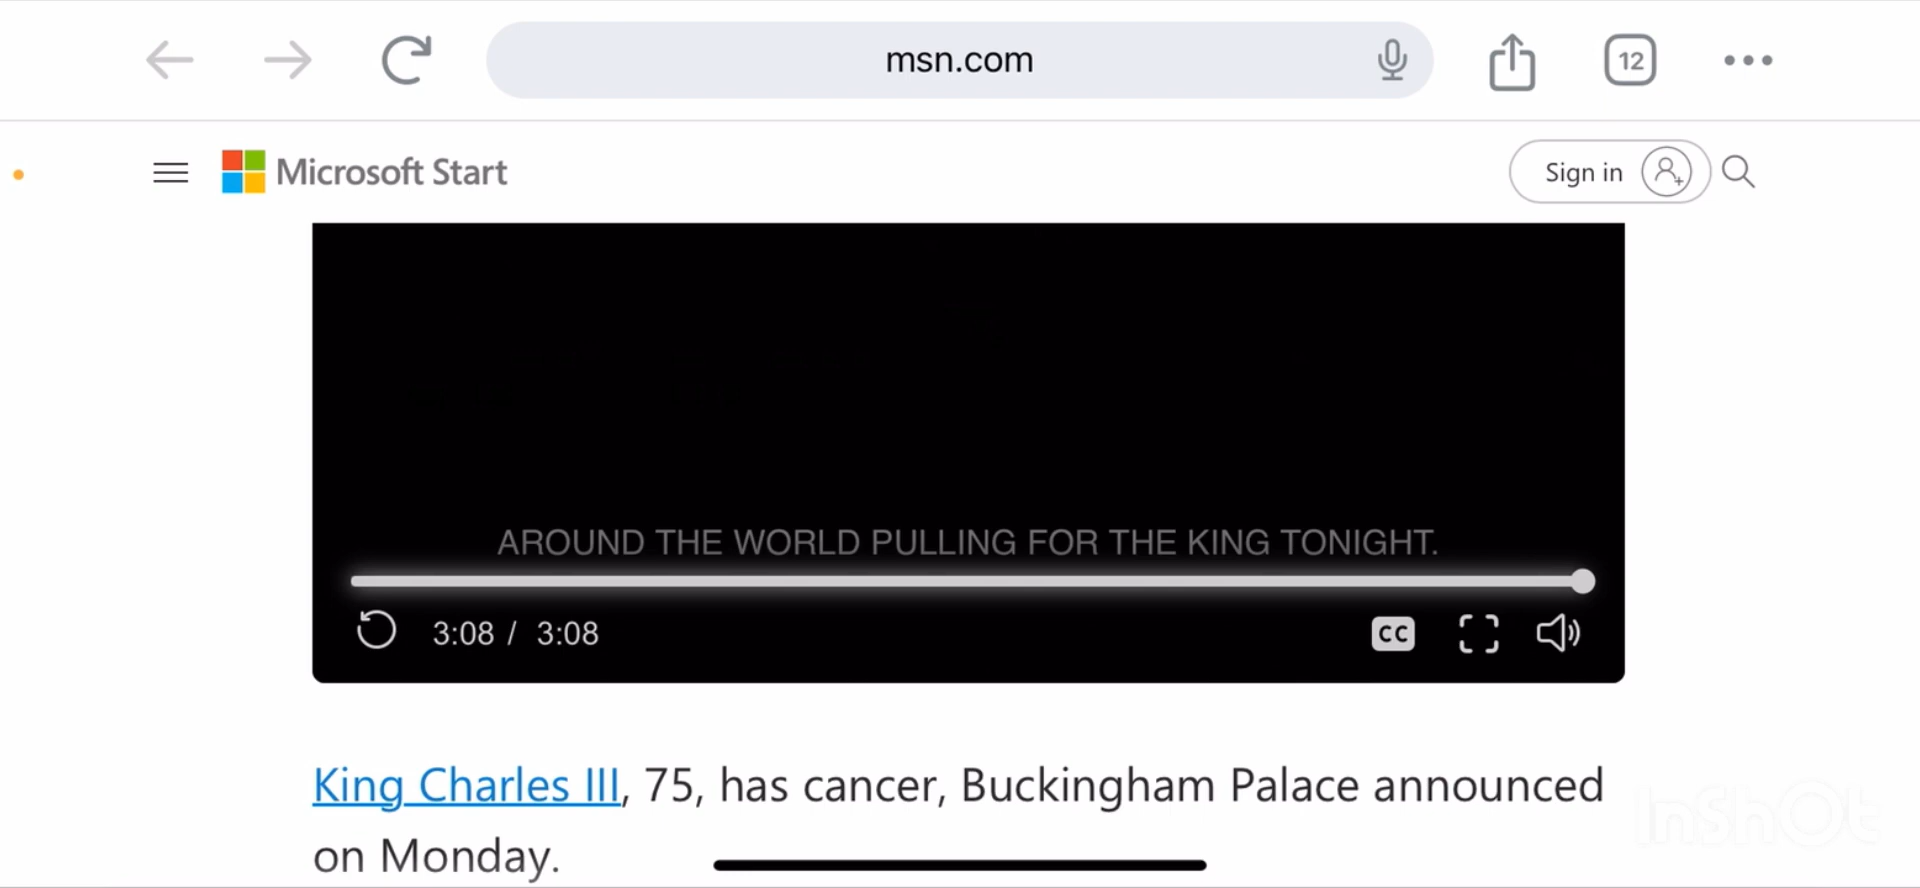 msn.com
12
Microsoft Start
Sign in
AROUND THE WORLD PULLING FOR THE KING TONIGHT.
3:08 / 3:08
CC
King Charles III, 75, has cancer, Buckingham Palace announced
on Monday.
InShOt